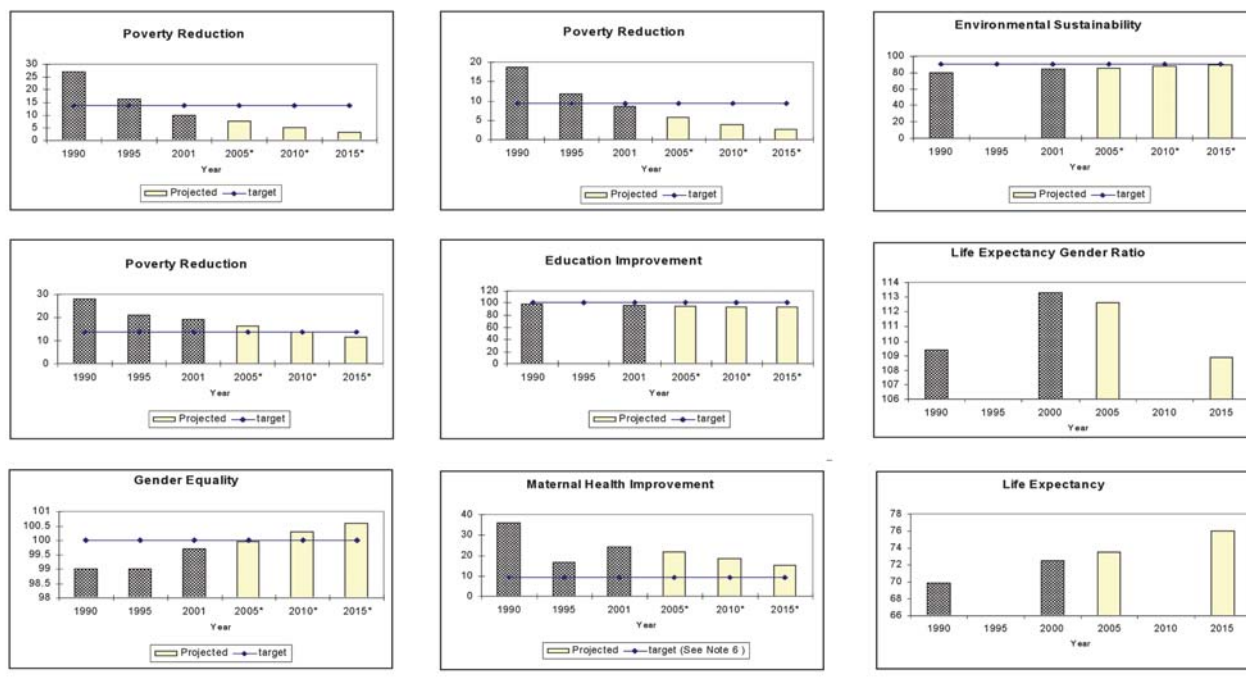 Poverty Reduction
30
25
20
15
10
5
0
1990 1995 2001 2005* 2010* 2015*
Year
Projected target
Poverty Reduction
20
15
10
5
0
1990 1995 2001 2005* 2010* 2015*
Year
Projected target
Environmental Sustainability
100
80
60
40
20
0
1990 1995 2001 2005* 2010* 2015*
Year
Projected target
Poverty Reduction
30
20
10
0
1990 1995 2001 2005* 2010* 2015*
Year
Projected target
Education Improvement
120
100
80
60
40
20
0
1990 1995 2001 2005* 2010* 2015*
Year
Projected target
Life Expectancy Gender Ratio
114
113
112
110
109
108
106
1990 1995 2000 2005 2010 2015
Year
Gender Equality
101
100.5
100
99.5
99
98.5
98
1990 1995 2001 2005* 2010* 2015*
Year
Projected target
Maternal Health Improvement
40
30
20
10
0
1990 1995 2001 2005* 2010* 2015*
Year
Projected target (See Note 6 )
Life Expectancy
78
76
74
72
70
68
66
1990 1995 2000 2005 2010 2015
Year